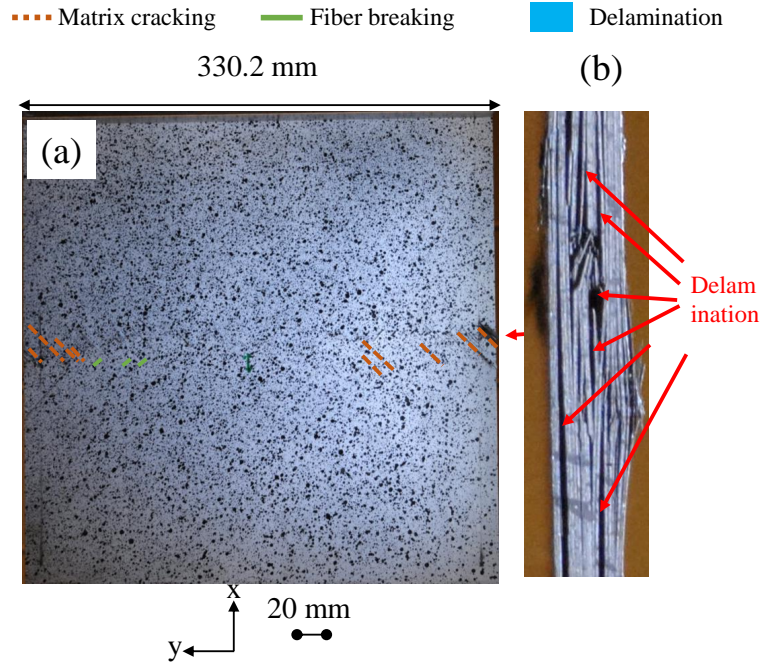 Matrix cracking Fiber breaking Delamination
330.2 mm
(b)
(a)
Delam
ination
x
y
20 mm